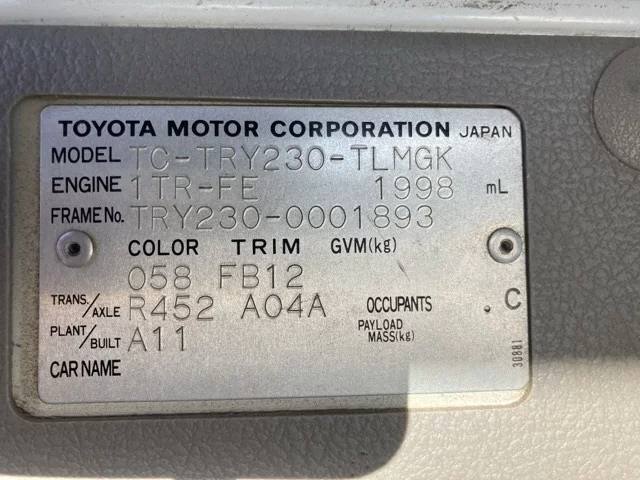 TOYOTA MOTOR CORPORATION JAPAN
MODEL TC-TRY230-TLMGK
ENGINE 1TR-FE 1998 mL
FRAME No. TRY230-0001893
COLOR TRIM GVM(kg)
058 FB12
TRANS./AXLE R452 A04A OCCUPANTS . C
PLANT/BUILT A11 PAYLOAD MASS(kg)
CAR NAME
30881